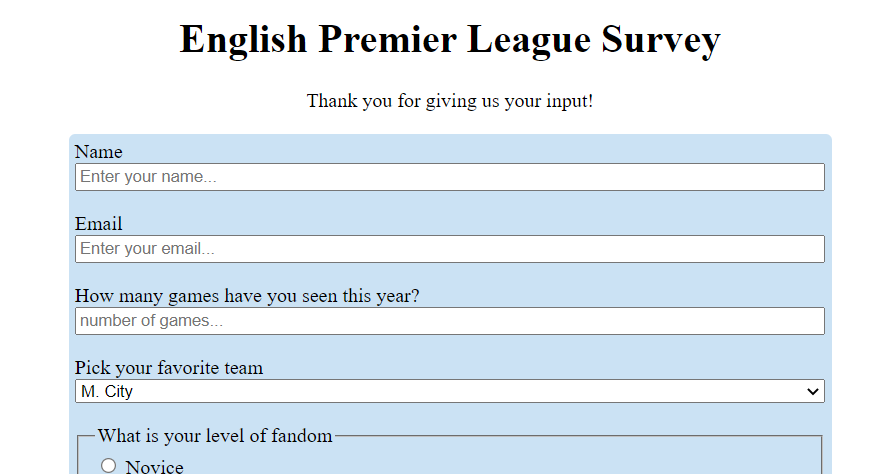 English Premier League Survey
Thank you for giving us your input!
Name
Enter your name...
Email
Enter your email...
How many games have you seen this year?
number of games...
Pick your favorite team
M. City
What is your level of fandom
Novice